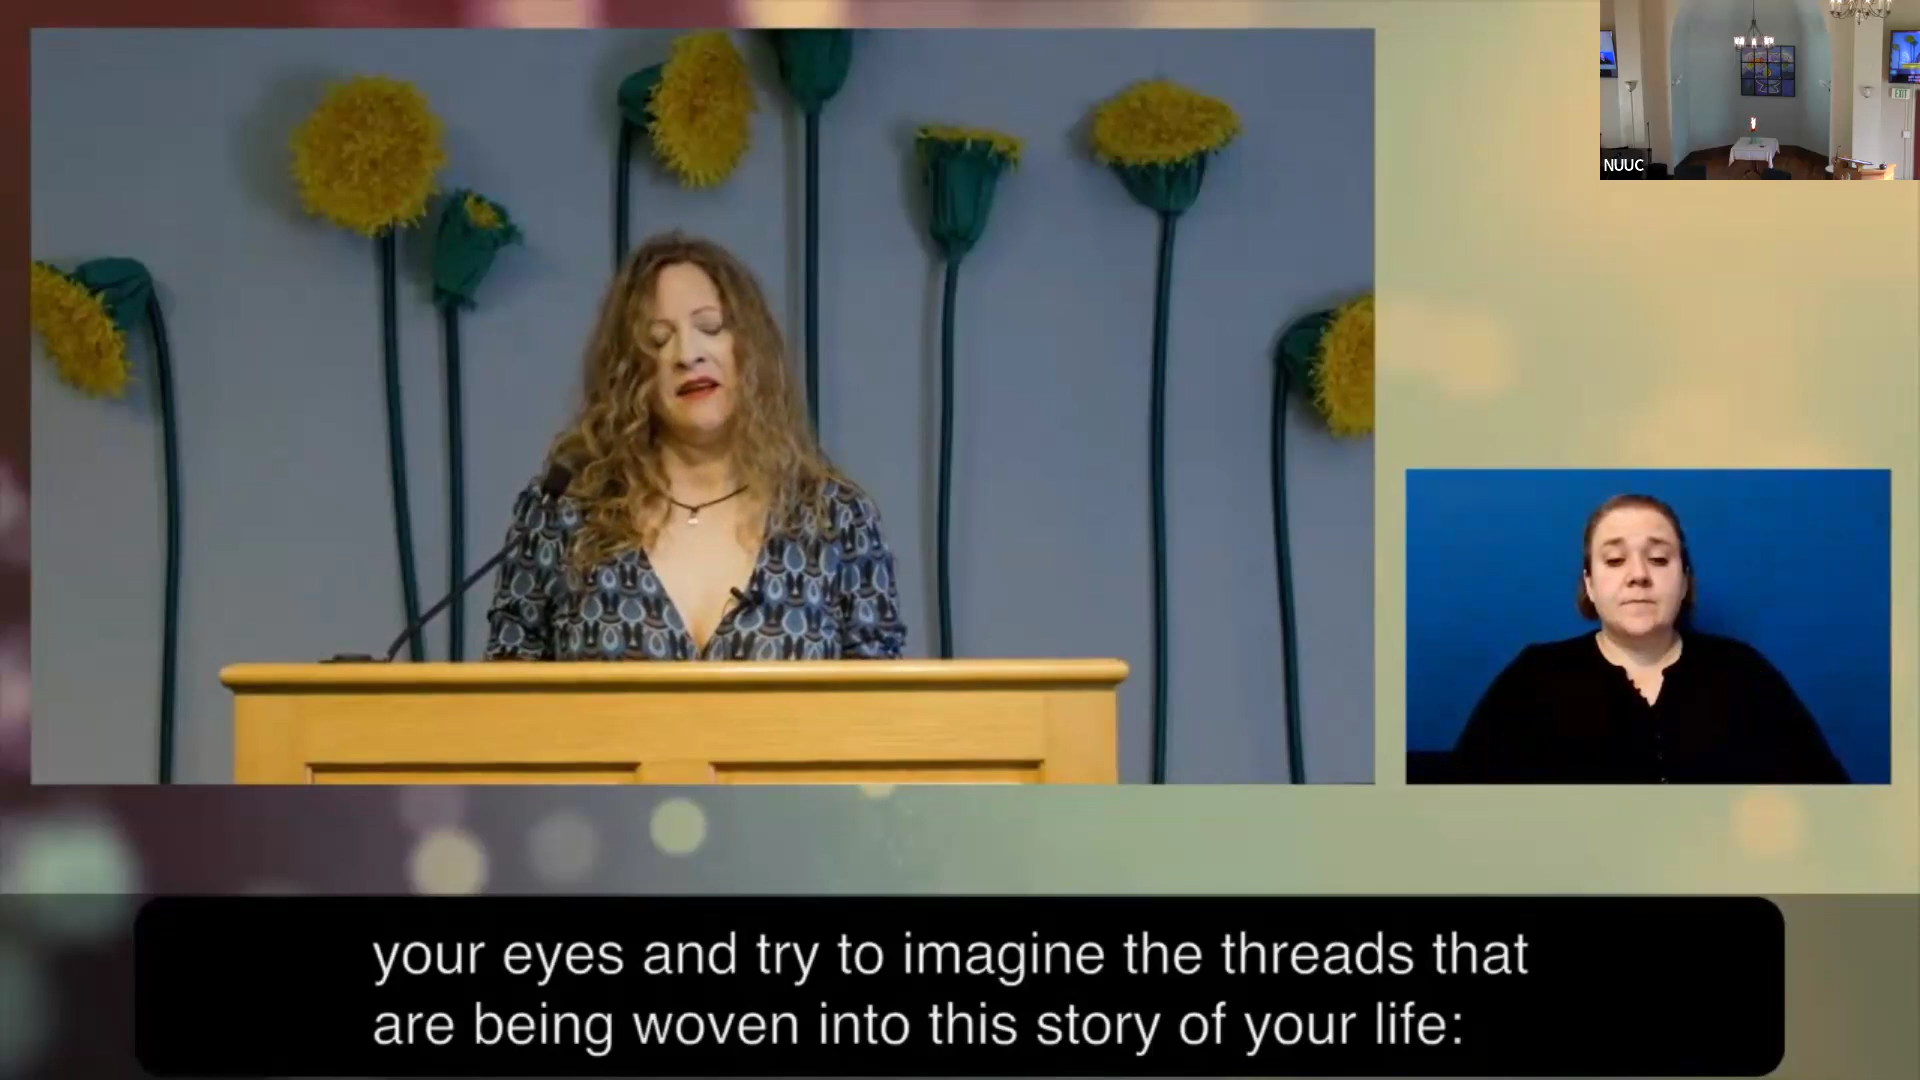 NUUC
EXIT
your eyes and try to imagine the threads that
are being woven into this story of your life: